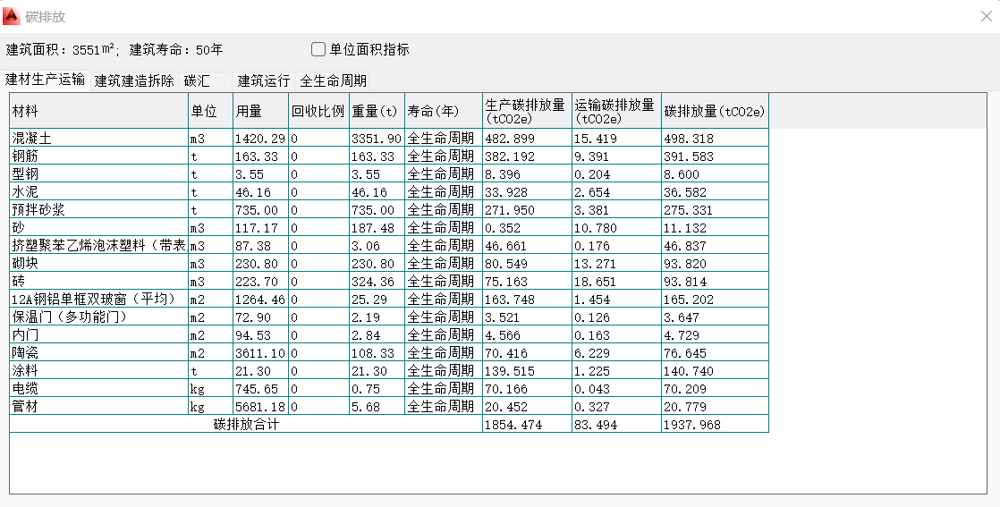 碳排放
建筑面积：3551m²；建筑寿命：50年 单位面积指标
建材生产运输 建筑建造拆除 碳汇 建筑运行 全生命周期
材料 单位 用量 回收比例 重量(t) 寿命(年) 生产碳排放量(tCO2e) 运输碳排放量(tCO2e) 碳排放量(tCO2e)
混凝土 m3 1420.29 0 3351.90 全生命周期 482.899 15.419 498.318
钢筋 t 163.33 0 163.33 全生命周期 382.192 9.391 391.583
型钢 t 3.55 0 3.55 全生命周期 8.396 0.204 8.600
水泥 t 46.16 0 46.16 全生命周期 33.928 2.654 36.582
预拌砂浆 t 735.00 0 735.00 全生命周期 271.950 3.381 275.331
砂 m3 117.17 0 187.48 全生命周期 0.352 10.780 11.132
挤塑聚苯乙烯泡沫塑料（带表 m3 87.38 0 3.06 全生命周期 46.661 0.176 46.837
砌块 m3 230.80 0 230.80 全生命周期 80.549 13.271 93.820
砖 m3 223.70 0 324.36 全生命周期 75.163 18.651 93.814
12A钢铝单框双玻窗（平均） m2 1264.46 0 25.29 全生命周期 163.748 1.454 165.202
保温门（多功能门） m2 72.90 0 2.19 全生命周期 3.521 0.126 3.647
内门 m2 94.53 0 2.84 全生命周期 4.566 0.163 4.729
陶瓷 m2 3611.10 0 108.33 全生命周期 70.416 6.229 76.645
涂料 t 21.30 0 21.30 全生命周期 139.515 1.225 140.740
电缆 kg 745.65 0 0.75 全生命周期 70.166 0.043 70.209
管材 kg 5681.18 0 5.68 全生命周期 20.452 0.327 20.779
碳排放合计 1854.474 83.494 1937.968